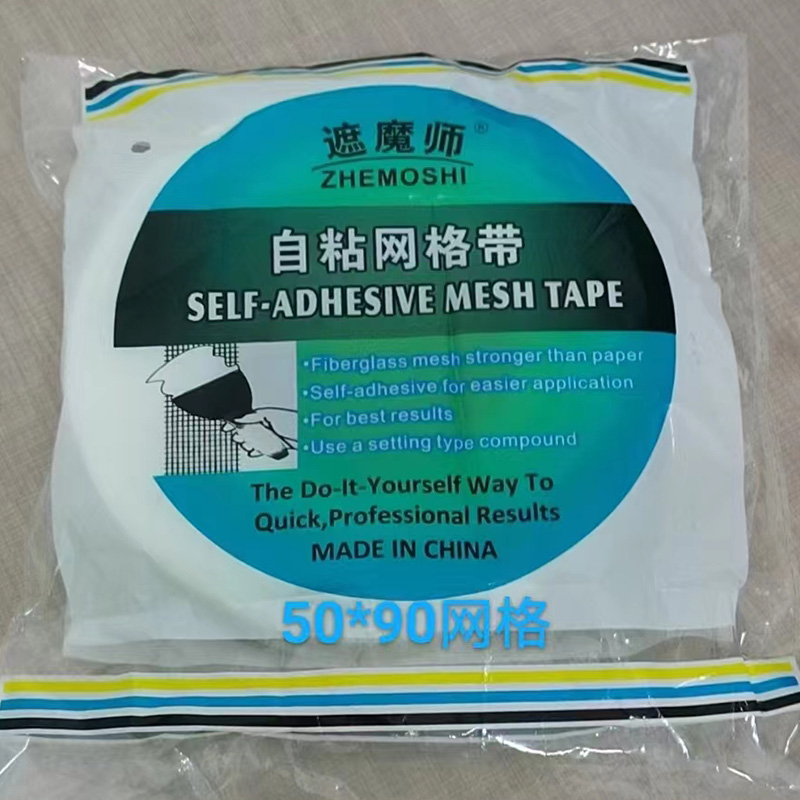 遮魔师®
ZHEMOSHI
自粘网格带
SELF-ADHESIVE MESH TAPE
•Fiberglass mesh stronger than paper
•Self-adhesive for easier application
•For best results
•Use a setting type compound
The Do-It-Yourself Way To
Quick,Professional Results
MADE IN CHINA
50*90网格